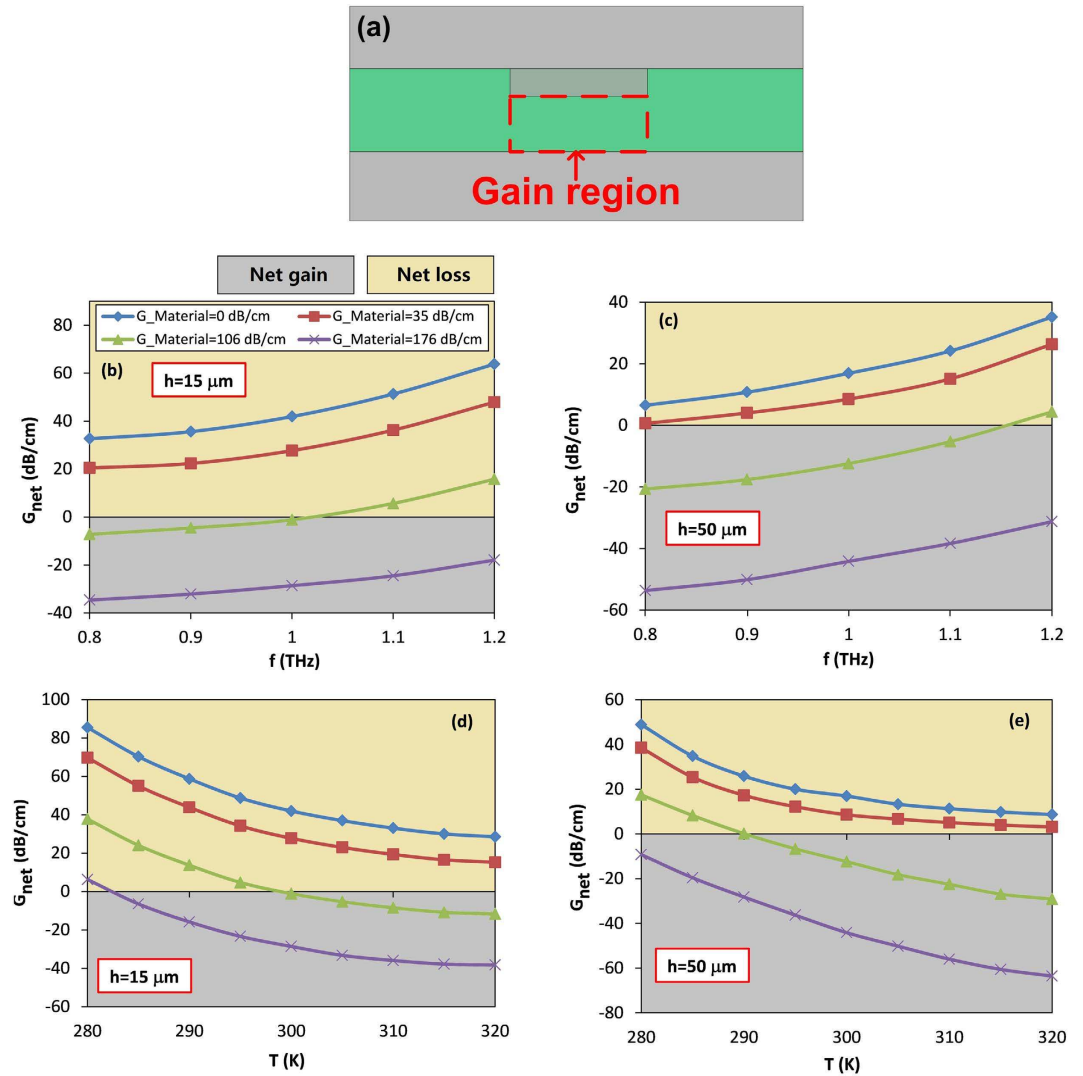 (a)
Gain region
Net gain
Net loss
G_Material=0 dB/cm
G_Material=35 dB/cm
G_Material=106 dB/cm
G_Material=176 dB/cm
(b)
h=15 μm
80
60
40
20
0
-20
-40
G_net (dB/cm)
0.8
0.9
1
1.1
1.2
f (THz)
(c)
h=50 μm
40
20
0
-20
-40
-60
G_net (dB/cm)
0.8
0.9
1
1.1
1.2
f (THz)
(d)
h=15 μm
100
80
60
40
20
0
-20
-40
-60
G_net (dB/cm)
280
290
300
310
320
T (K)
(e)
h=50 μm
60
40
20
0
-20
-40
-60
-80
G_net (dB/cm)
280
290
300
310
320
T (K)